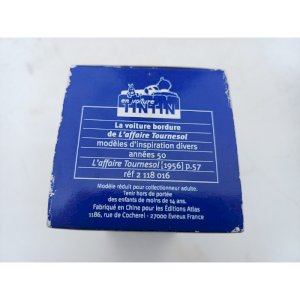 en voiture
TINTIN
La voiture bordure
de L'affaire Tournesol
modèles d'inspiration divers
années 50
L'affaire Tournesol [1956] p.57
réf 2 118 016
Modèle réduit pour collectionneur adulte.
Tenir hors de portée
des enfants de moins de 14 ans.
Fabriqué en Chine pour les Éditions Atlas
1186, rue de Cocherel - 27000 Evreux France